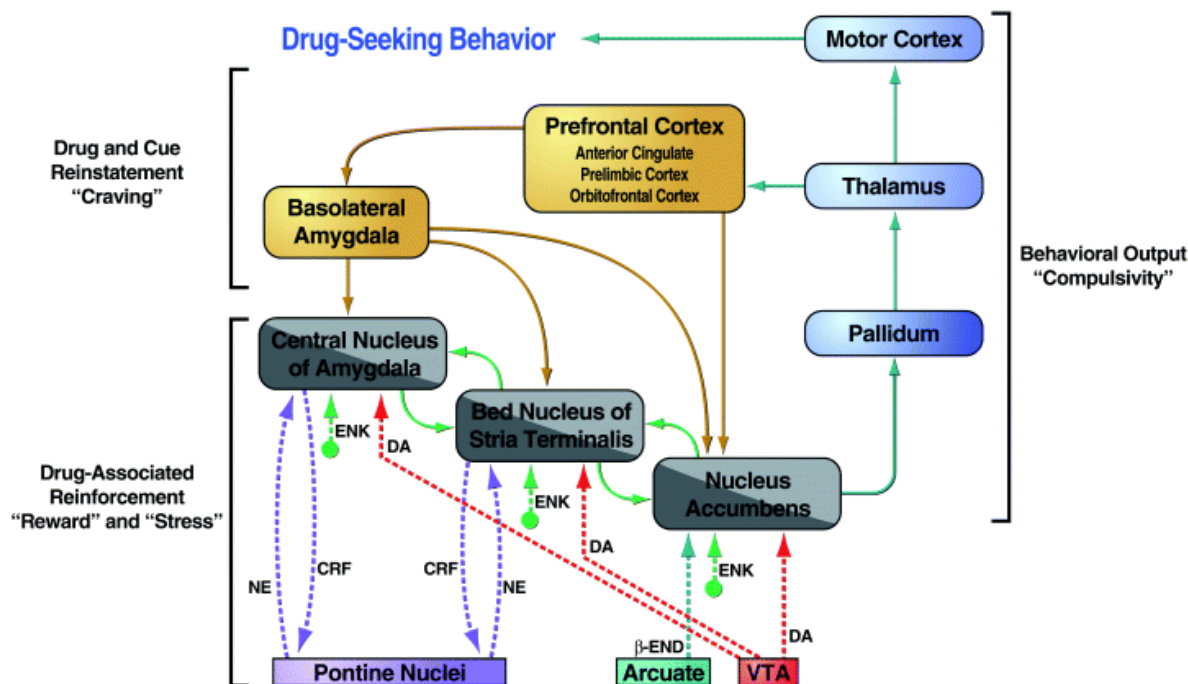 Drug-Seeking Behavior
Motor Cortex
Drug and Cue
Reinstatement
“Craving”
Prefrontal Cortex
Anterior Cingulate
Prelimbic Cortex
Orbitofrontal Cortex
Thalamus
Basolateral
Amygdala
Behavioral Output
“Compulsivity”
Central Nucleus
of Amygdala
Pallidum
Bed Nucleus of
Stria Terminalis
ENK
DA
Drug-Associated
Reinforcement
“Reward” and “Stress”
Nucleus
Accumbens
ENK
DA
ENK
NE
CRF
CRF
NE
β-END
DA
Pontine Nuclei
Arcuate
VTA